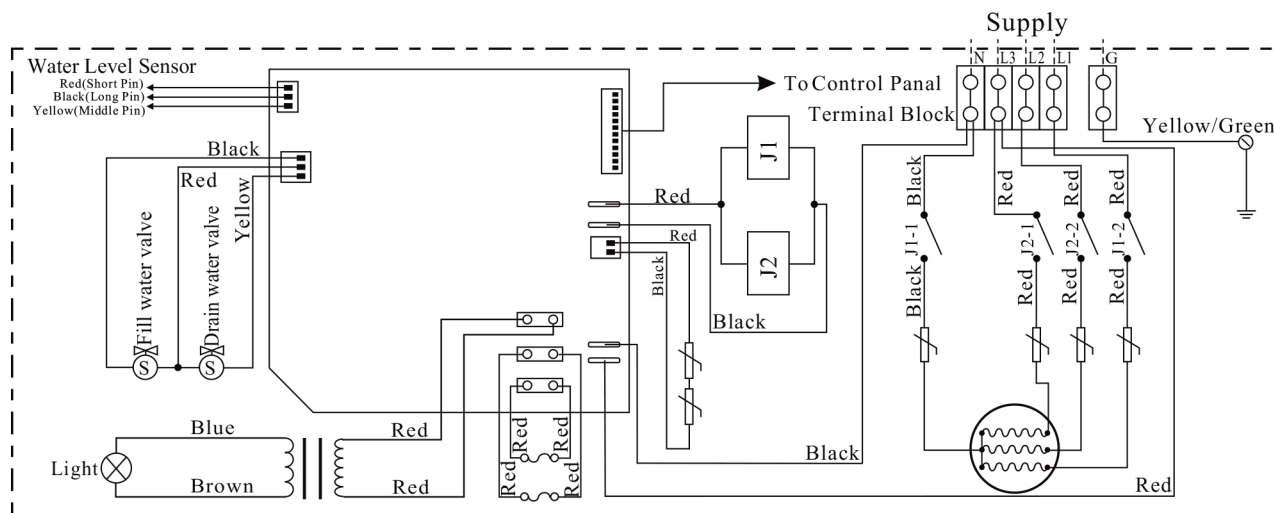 Supply
N L3 L2 L1 G
Water Level Sensor
Red(Short Pin)
Black(Long Pin)
Yellow(Middle Pin)
To Control Panal
Terminal Block
Yellow/Green
Black
Red
Yellow
Fill water valve
Drain water valve
S
S
Red
J1
J2
Red
Black
Black
Black
Red
Red
Red
J1-1
J2-1
J2-2
J1-2
Black
Red
Red
Red
Light
Blue
Brown
Red
Red
Red
Red
Red
Red
Black
Red